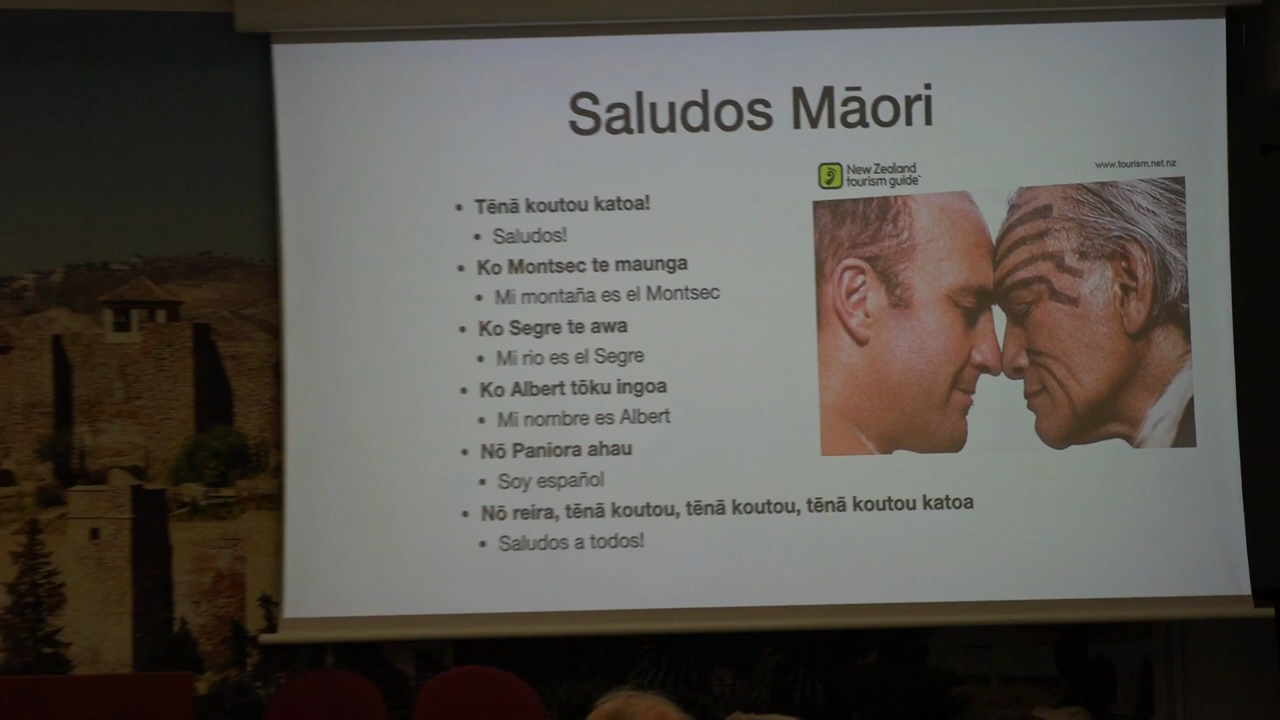 Saludos Māori
New Zealand
tourism guide™
www.tourism.net.nz
• Tēnā koutou katoa!
• Saludos!
• Ko Montsec te maunga
• Mi montaña es el Montsec
• Ko Segre te awa
• Mi rio es el Segre
• Ko Albert tōku ingoa
• Mi nombre es Albert
• Nō Paniora ahau
• Soy español
• Nō reira, tēnā koutou, tēnā koutou, tēnā koutou katoa
• Saludos a todos!